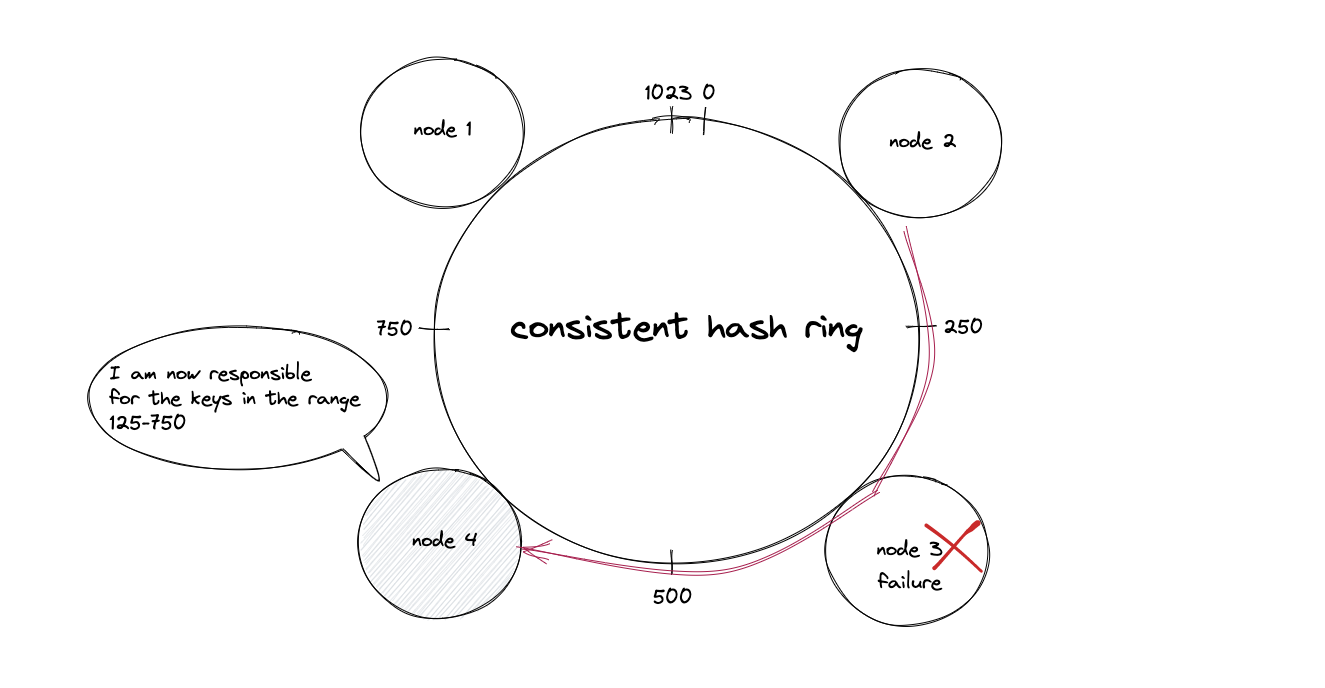 1023 0
node 1
node 2
750
consistent hash ring
250
I am now responsible
for the keys in the range
125-750
node 4
node 3
failure
500